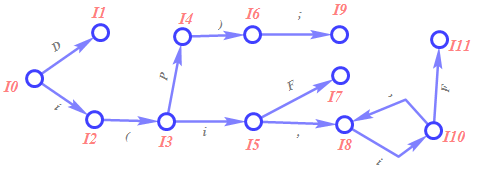 I1
I4
)
I6
;
I9
I11
D
I0
P
F
I7
,
F
i
I2
(
I3
i
I5
,
I8
i
I10